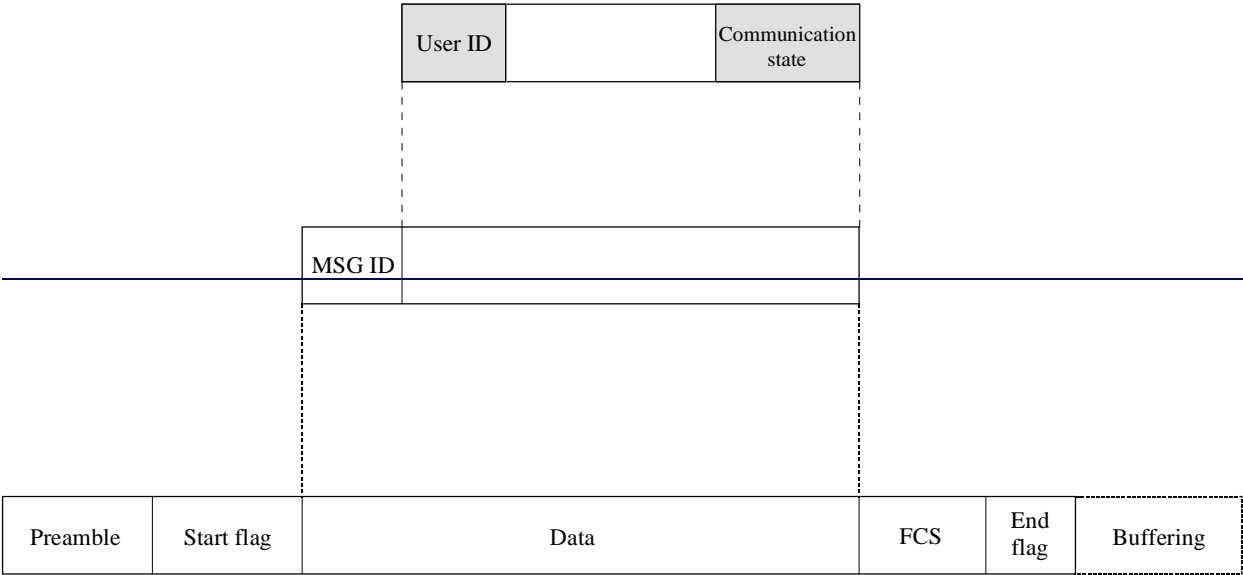 User ID
Communication
state
MSG ID
Preamble
Start flag
Data
FCS
End
flag
Buffering